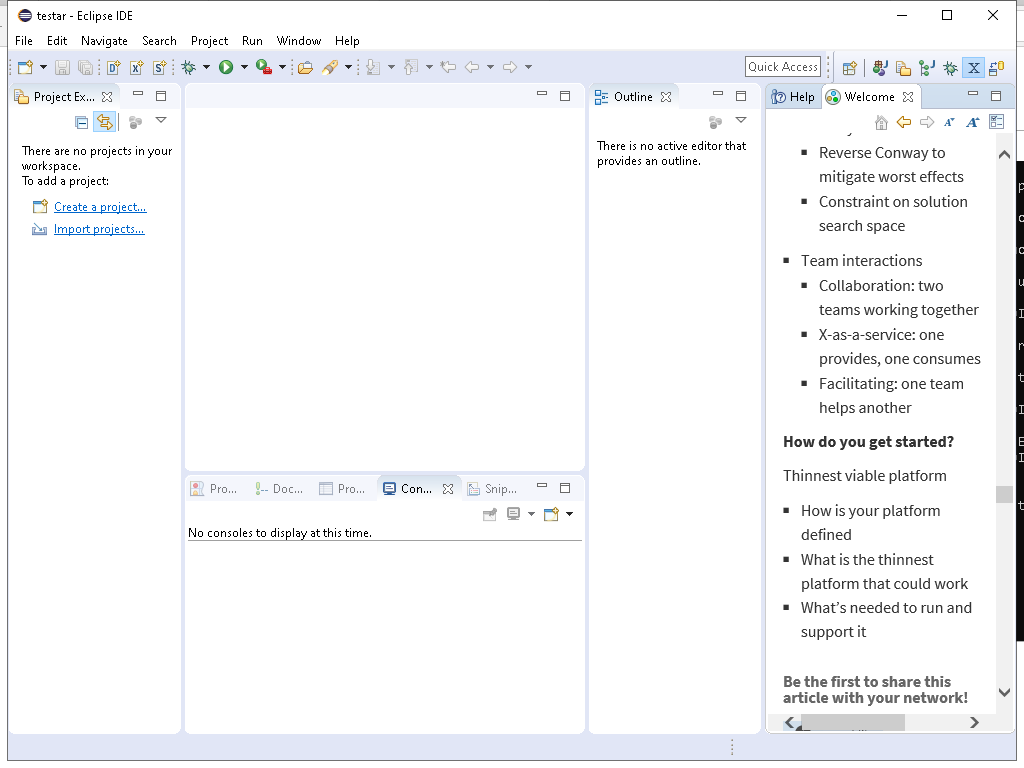 testar - Eclipse IDE
File Edit Navigate Search Project Run Window Help
Quick Access
Project Ex...
There are no projects in your
workspace.
To add a project:
Create a project...
Import projects...
Outline
There is no active editor that
provides an outline.
Pro... Doc... Pro... Con... Snip...
No consoles to display at this time.
Help Welcome
Reverse Conway to
mitigate worst effects
Constraint on solution
search space
Team interactions
Collaboration: two
teams working together
X-as-a-service: one
provides, one consumes
Facilitating: one team
helps another
How do you get started?
Thinnest viable platform
How is your platform
defined
What is the thinnest
platform that could work
What's needed to run and
support it
Be the first to share this
article with your network!